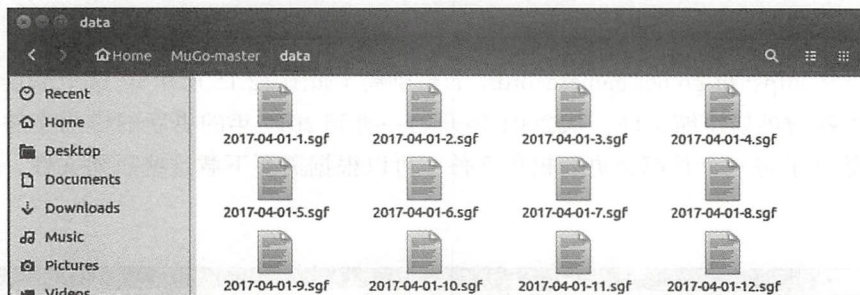 data
Home MuGo-master data
Recent
Home
Desktop
Documents
Downloads
Music
Pictures
Videos
2017-04-01-1.sgf 2017-04-01-2.sgf 2017-04-01-3.sgf 2017-04-01-4.sgf
2017-04-01-5.sgf 2017-04-01-6.sgf 2017-04-01-7.sgf 2017-04-01-8.sgf
2017-04-01-9.sgf 2017-04-01-10.sgf 2017-04-01-11.sgf 2017-04-01-12.sgf